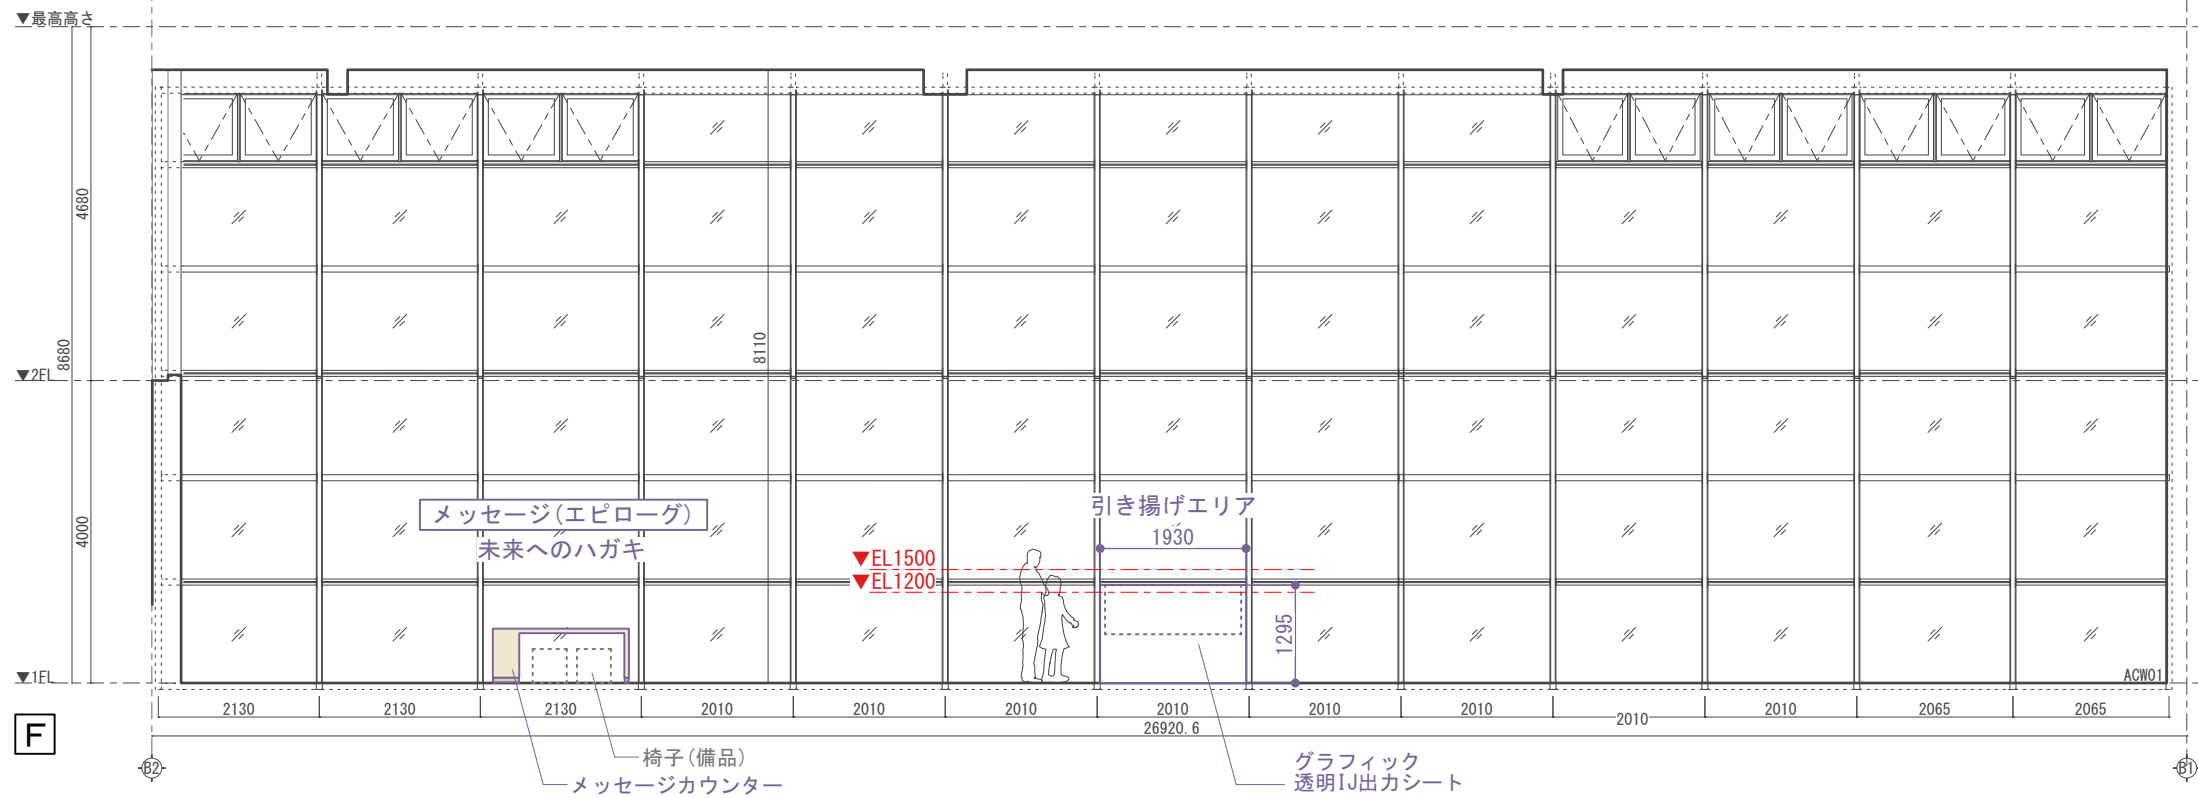 ▼最高高さ
4680
8680
8110
▼2FL
4000
メッセージ(エピローグ)
未来へのハガキ
引き揚げエリア
1930
▼EL1500
▼EL1200
1295
▼1FL
ACW01
2130
2130
2130
2010
2010
2010
2010
2010
2010
2010
2010
2065
2065
26920.6
F
椅子(備品)
メッセージカウンター
グラフィック
透明IJ出力シート
B2
B1